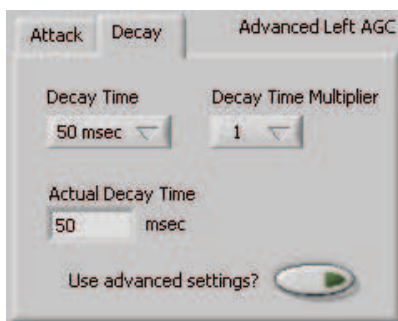 Attack Decay Advanced Left AGC
Decay Time Decay Time Multiplier
50 msec 1
Actual Decay Time
50 msec
Use advanced settings?